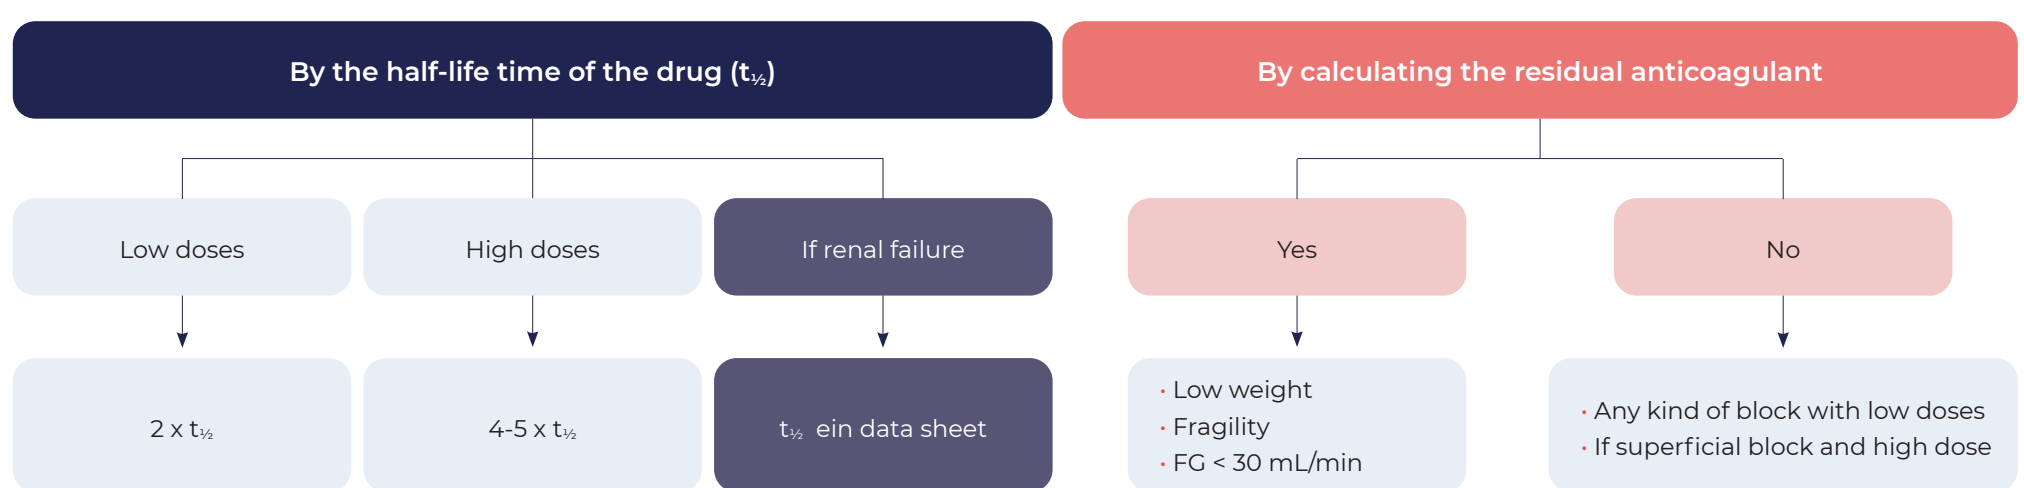 By the half-life time of the drug (t½)
By calculating the residual anticoagulant
Low doses
High doses
If renal failure
Yes
No
2 x t½
4-5 x t½
t½ ein data sheet
• Low weight
• Fragility
• FG < 30 mL/min
• Any kind of block with low doses
• If superficial block and high dose